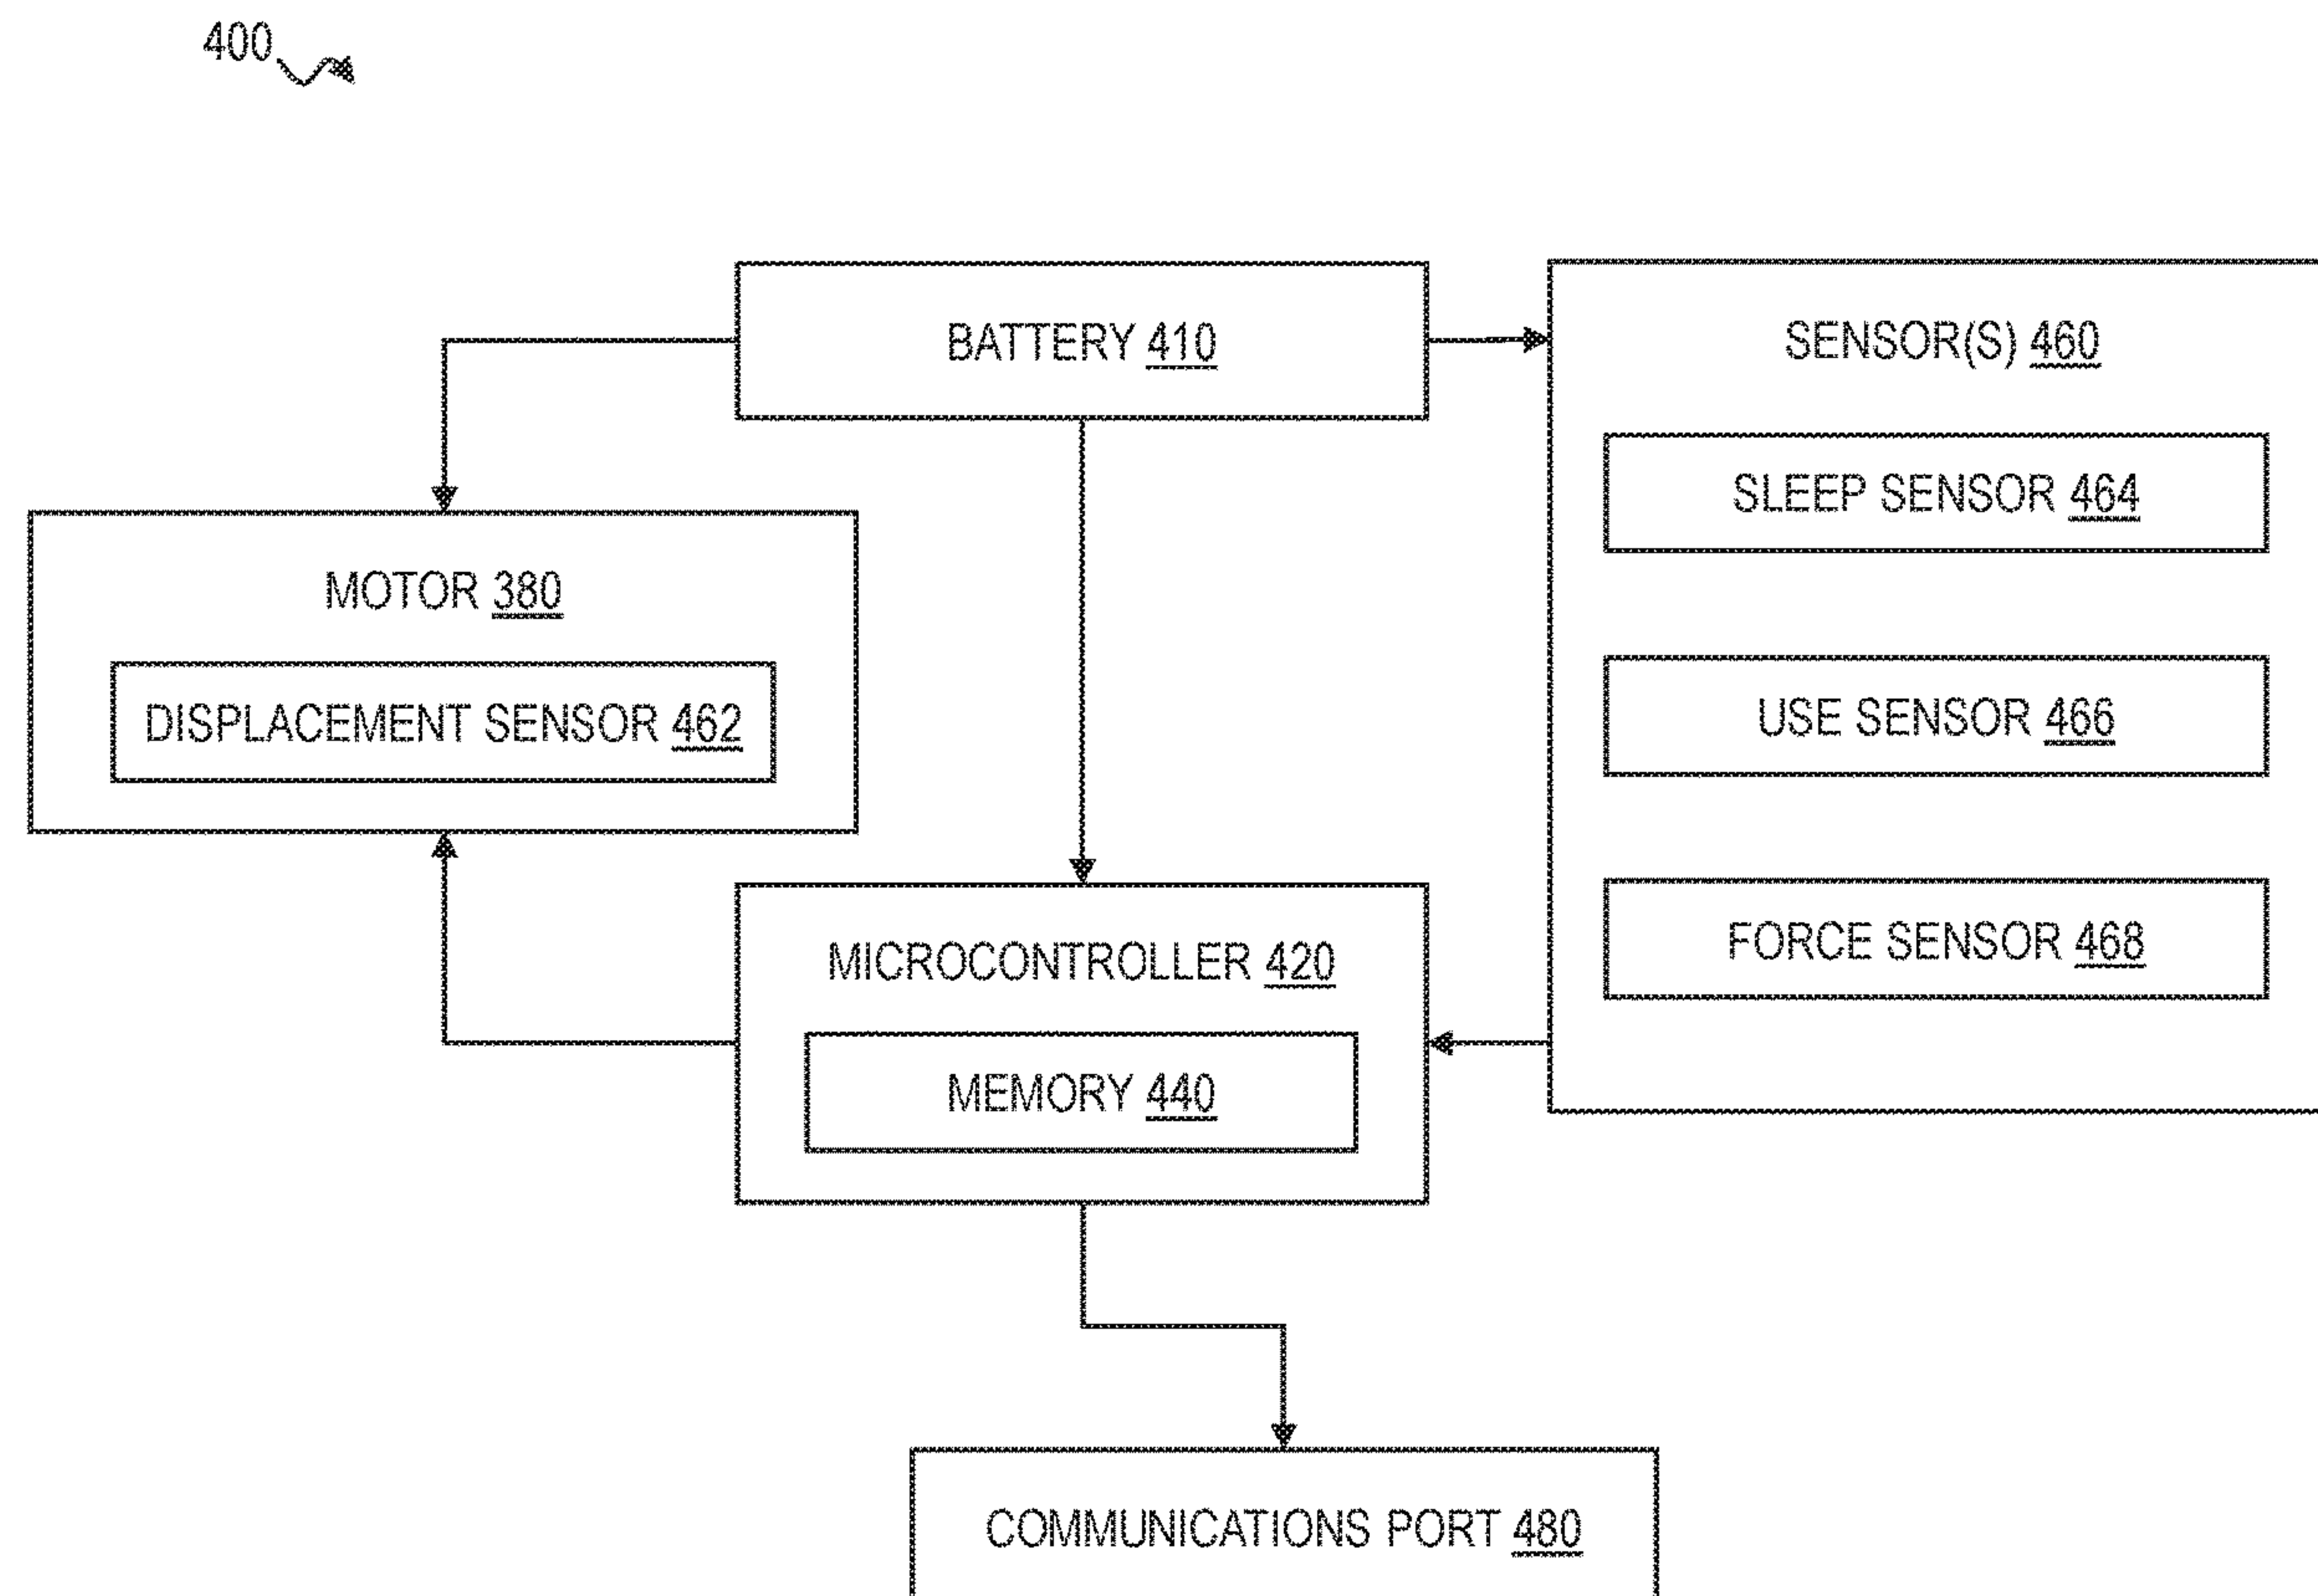 400
BATTERY 410
SENSOR(S) 460
SLEEP SENSOR 464
MOTOR 380
DISPLACEMENT SENSOR 462
USE SENSOR 466
FORCE SENSOR 468
MICROCONTROLLER 420
MEMORY 440
COMMUNICATIONS PORT 480